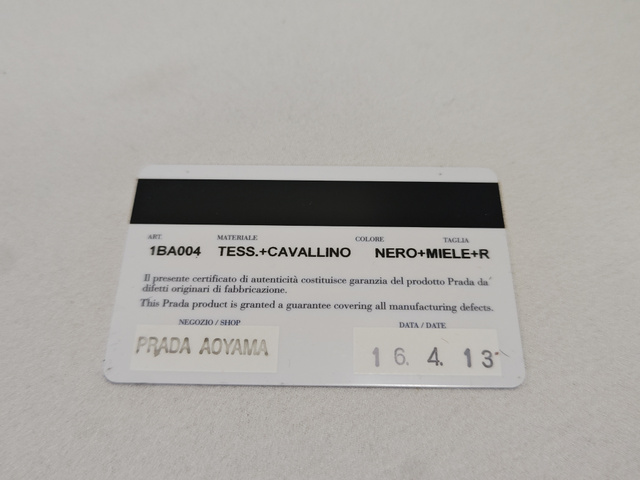 ART MATERIALE COLORE TAGLIA
1BA004 TESS.+CAVALLINO NERO+MIELE+R
Il presente certificato di autenticità costituisce garanzia del prodotto Prada da
difetti originari di fabbricazione.
This Prada product is granted a guarantee covering all manufacturing defects.
NEGOZIO / SHOP DATA / DATE
PRADA AOYAMA 16. 4. 13